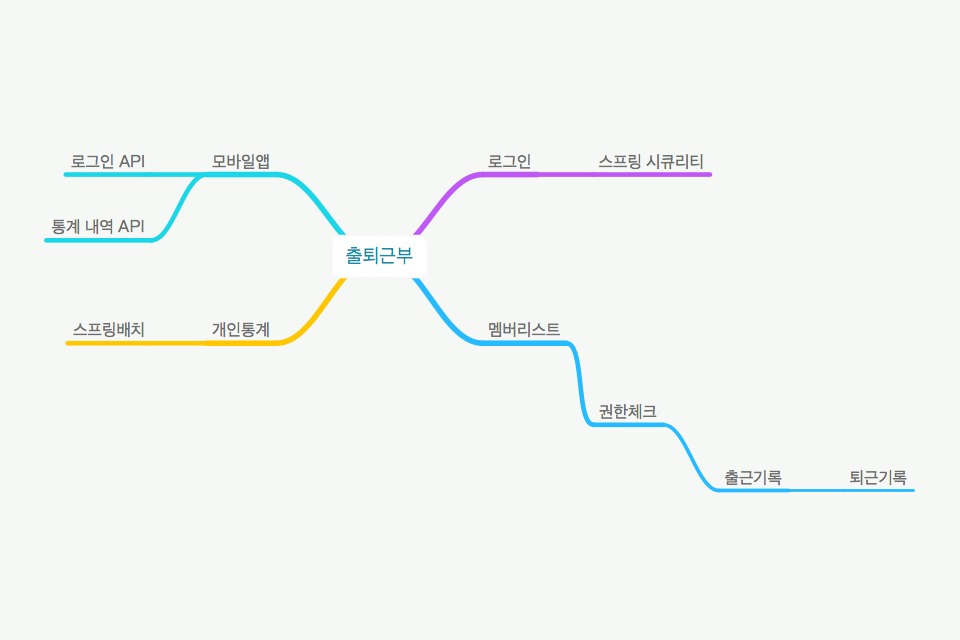 로그인 API
모바일앱
로그인
스프링 시큐리티
통계 내역 API
출퇴근부
스프링배치
개인통계
멤버리스트
권한체크
출근기록
퇴근기록